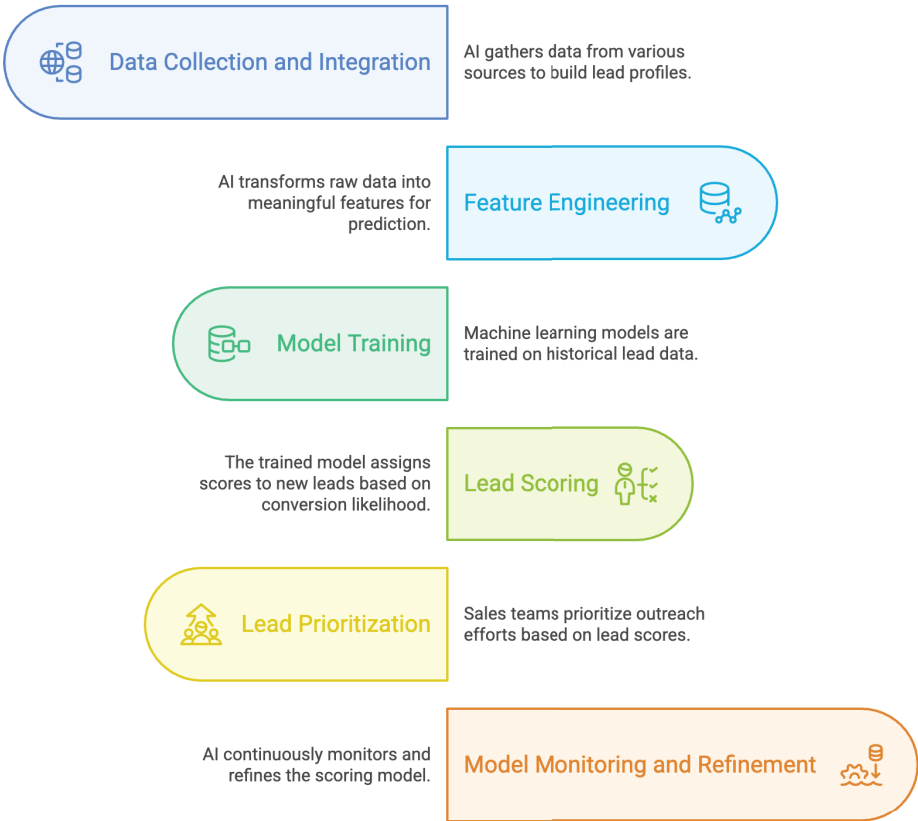 Data Collection and Integration
AI gathers data from various
sources to build lead profiles.
AI transforms raw data into
meaningful features for
prediction.
Feature Engineering
Model Training
Machine learning models are
trained on historical lead data.
The trained model assigns
scores to new leads based on
conversion likelihood.
Lead Scoring
Lead Prioritization
Sales teams prioritize outreach
efforts based on lead scores.
AI continuously monitors and
refines the scoring model.
Model Monitoring and Refinement